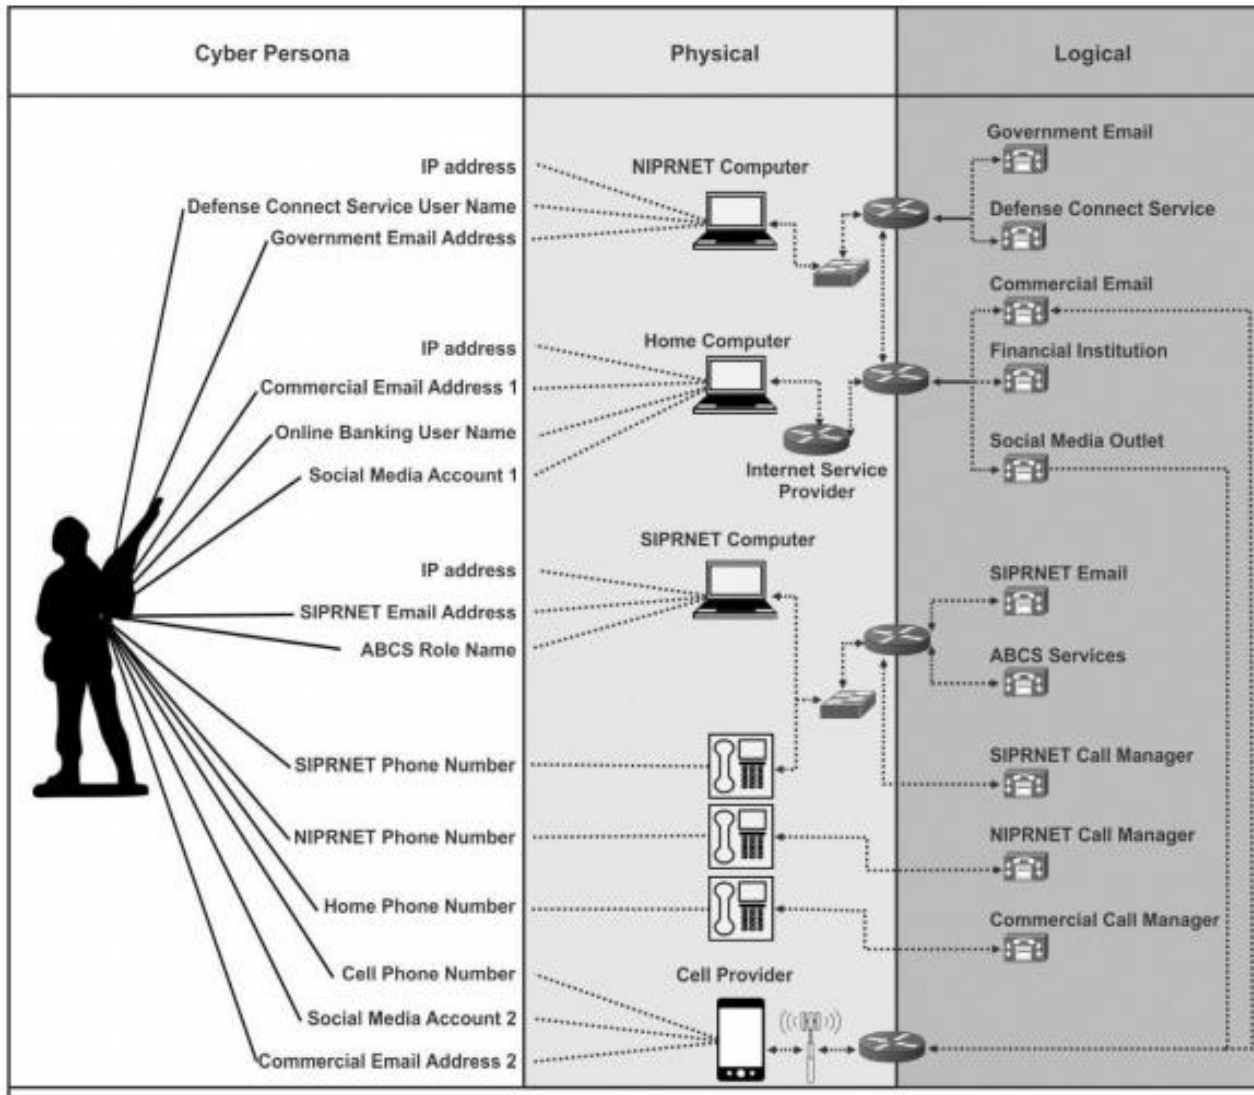 Cyber Persona
Physical
Logical
IP address
Defense Connect Service User Name
Government Email Address
IP address
Commercial Email Address 1
Online Banking User Name
Social Media Account 1
IP address
SIPRNET Email Address
ABCS Role Name
SIPRNET Phone Number
NIPRNET Phone Number
Home Phone Number
Cell Phone Number
Social Media Account 2
Commercial Email Address 2
NIPRNET Computer
Home Computer
Internet Service
Provider
SIPRNET Computer
Cell Provider
Government Email
Defense Connect Service
Commercial Email
Financial Institution
Social Media Outlet
SIPRNET Email
ABCS Services
SIPRNET Call Manager
NIPRNET Call Manager
Commercial Call Manager